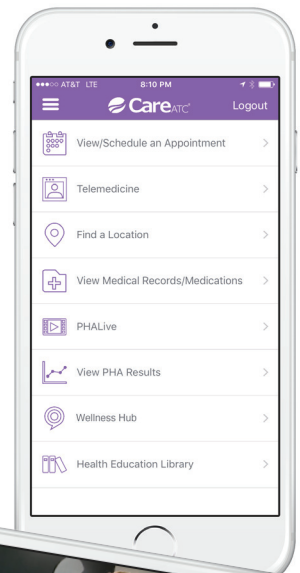 AT&T LTE 8:10 PM
CareATC Logout
View/Schedule an Appointment
Telemedicine
Find a Location
View Medical Records/Medications
PHALive
View PHA Results
Wellness Hub
Health Education Library